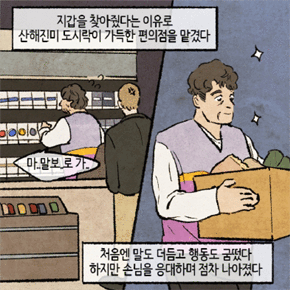 지갑을 찾아줬다는 이유로
산해진미 도시락이 가득한 편의점을 맡겼다
마.말보.로 가.
처음엔 말도 더듬고 행동도 굼떴다
하지만 손님을 응대하며 점차 나아졌다